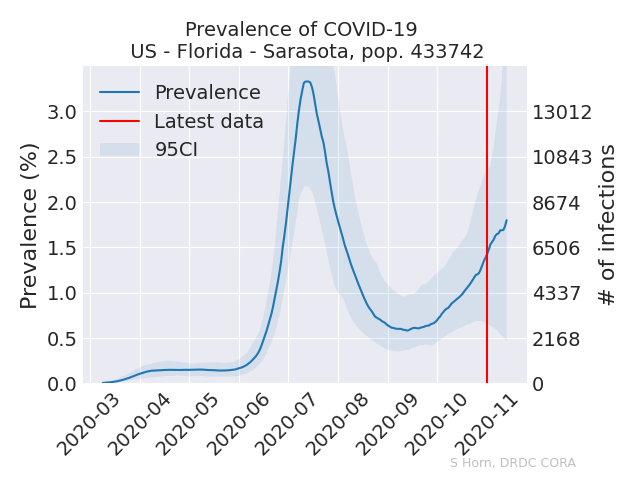 Prevalence of COVID-19
US - Florida - Sarasota, pop. 433742
Prevalence
Latest data
95CI
Prevalence (%)
3.0
2.5
2.0
1.5
1.0
0.5
0.0
13012
10843
8674
6506
4337
2168
0
# of infections
2020-03
2020-04
2020-05
2020-06
2020-07
2020-08
2020-09
2020-10
2020-11
S Horn, DRDC CORA